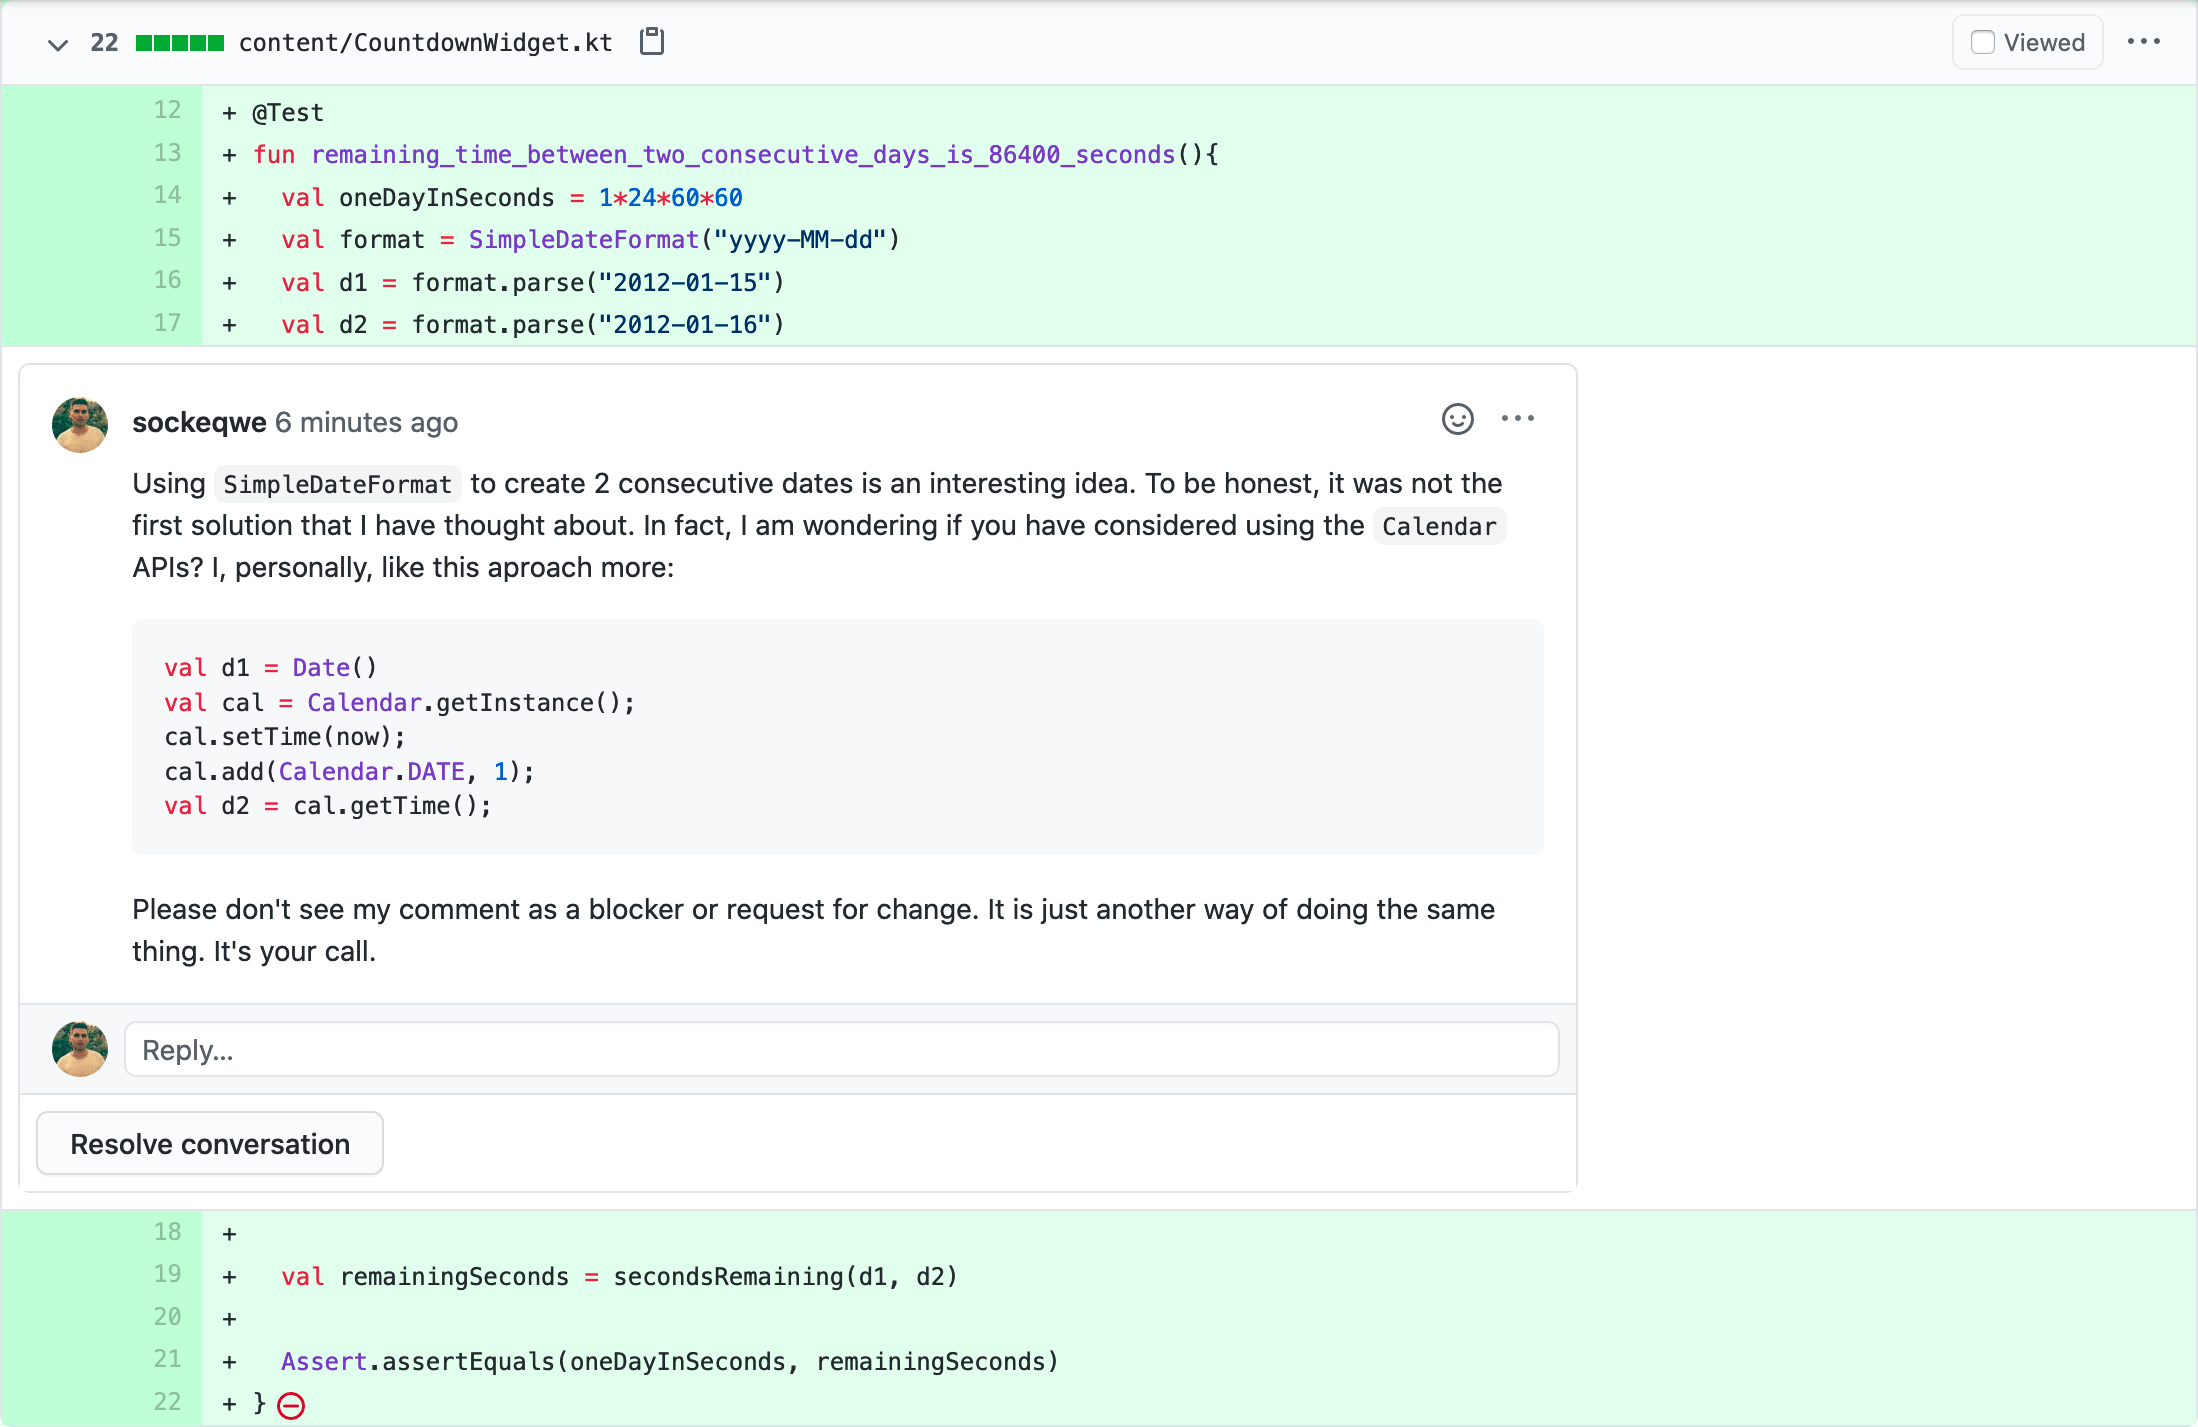 22 content/CountdownWidget.kt Viewed
12 + @Test
13 + fun remaining_time_between_two_consecutive_days_is_86400_seconds(){
14 +   val oneDayInSeconds = 1*24*60*60
15 +   val format = SimpleDateFormat("yyyy-MM-dd")
16 +   val d1 = format.parse("2012-01-15")
17 +   val d2 = format.parse("2012-01-16")
sockeqwe 6 minutes ago
Using SimpleDateFormat to create 2 consecutive dates is an interesting idea. To be honest, it was not the
first solution that I have thought about. In fact, I am wondering if you have considered using the Calendar
APIs? I, personally, like this aproach more:
val d1 = Date()
val cal = Calendar.getInstance();
cal.setTime(now);
cal.add(Calendar.DATE, 1);
val d2 = cal.getTime();
Please don't see my comment as a blocker or request for change. It is just another way of doing the same
thing. It's your call.
Reply...
Resolve conversation
18 +
19 +   val remainingSeconds = secondsRemaining(d1, d2)
20 +
21 +   Assert.assertEquals(oneDayInSeconds, remainingSeconds)
22 + }